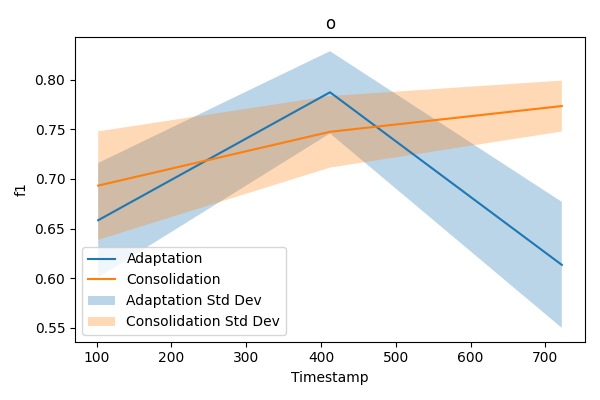 o
f1
0.80
0.75
0.70
0.65
0.60
0.55
Adaptation
Consolidation
Adaptation Std Dev
Consolidation Std Dev
100 200 300 400 500 600 700
Timestamp